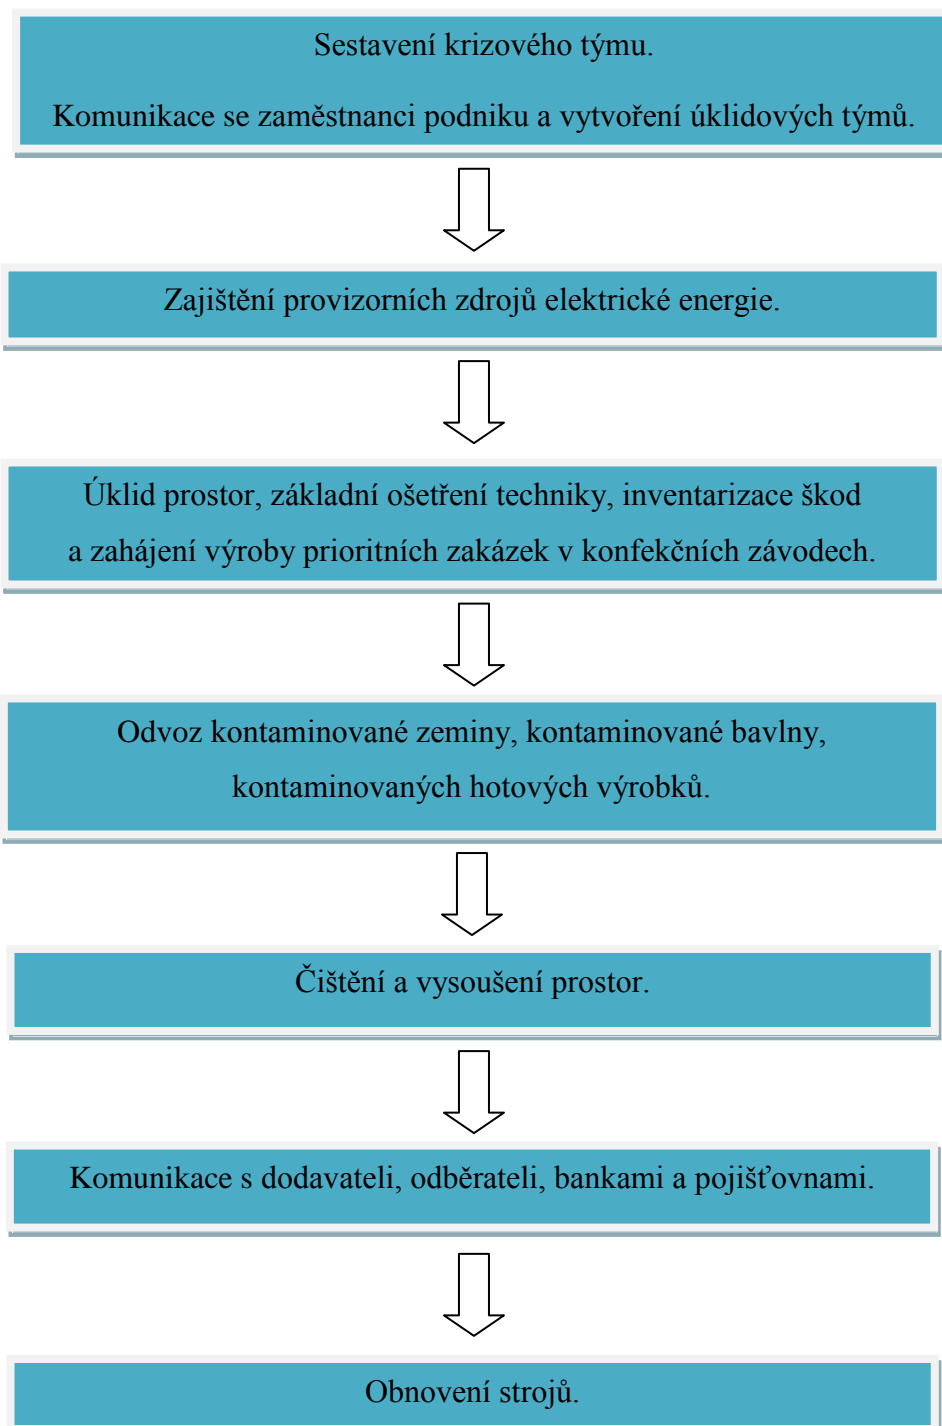 Sestavení krizového týmu.
Komunikace se zaměstnanci podniku a vytvoření úklidových týmů.
Zajištění provizorních zdrojů elektrické energie.
Úklid prostor, základní ošetření techniky, inventarizace škod
a zahájení výroby prioritních zakázek v konfekčních závodech.
Odvoz kontaminované zeminy, kontaminované bavlny,
kontaminovaných hotových výrobků.
Čištění a vysoušení prostor.
Komunikace s dodavateli, odběrateli, bankami a pojišťovnami.
Obnovení strojů.